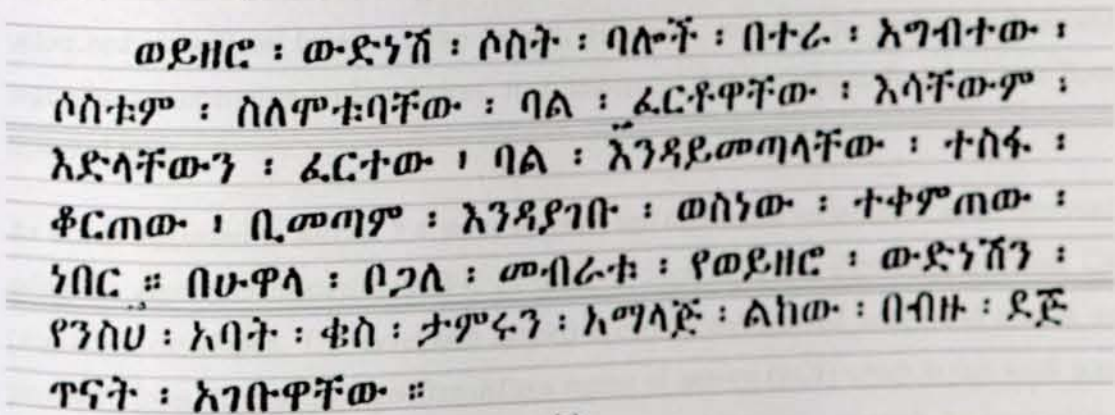 ወይዘሮ ፡ ውድነሽ ፡ ሶስት ፡ ባሎች ፡ በተራ ፡ አግብተው ፡
ሶስቱም ፡ ስለሞቱባቸው ፡ ባል ፡ ፈርቶዋቸው ፡ እሳቸውም ፡
እድላቸውን ፡ ፈርተው ፣ ባል ፡ እንዳይመጣላቸው ፡ ተስፋ ፡
ቆርጠው ፣ ቢመጣም ፡ እንዳያገቡ ፡ ወስነው ፡ ተቀምጠው ፡
ነበር ። በሁዋላ ፡ ቦጋለ ፡ መብራቱ ፡ የወይዘሮ ፡ ውድነሽን ፡
የንስሀ ፡ አባት ፡ ቄስ ፡ ታምሩን ፡ አማላጅ ፡ ልከው ፡ በብዙ ፡ ደጅ
ጥናት ፡ አገቡዋቸው ።